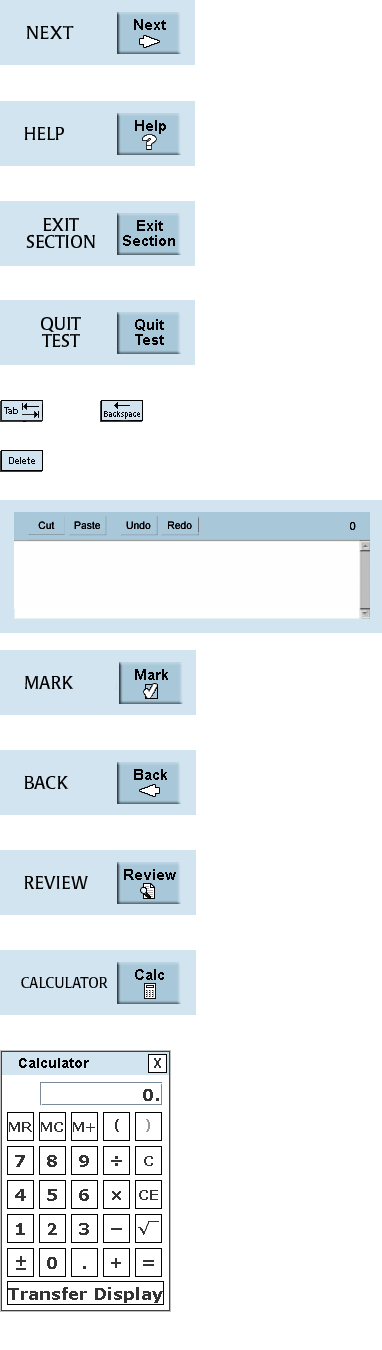 NEXT Next
HELP Help
EXIT
SECTION
Exit
Section
QUIT
TEST
Quit
Test
Tab Backspace
Delete
Cut Paste Undo Redo 0
MARK Mark
BACK Back
REVIEW Review
CALCULATOR Calc
Calculator X
0.
MR MC M+ ( )
7 8 9 ÷ C
4 5 6 × CE
1 2 3 − √
± 0 . + =
Transfer Display